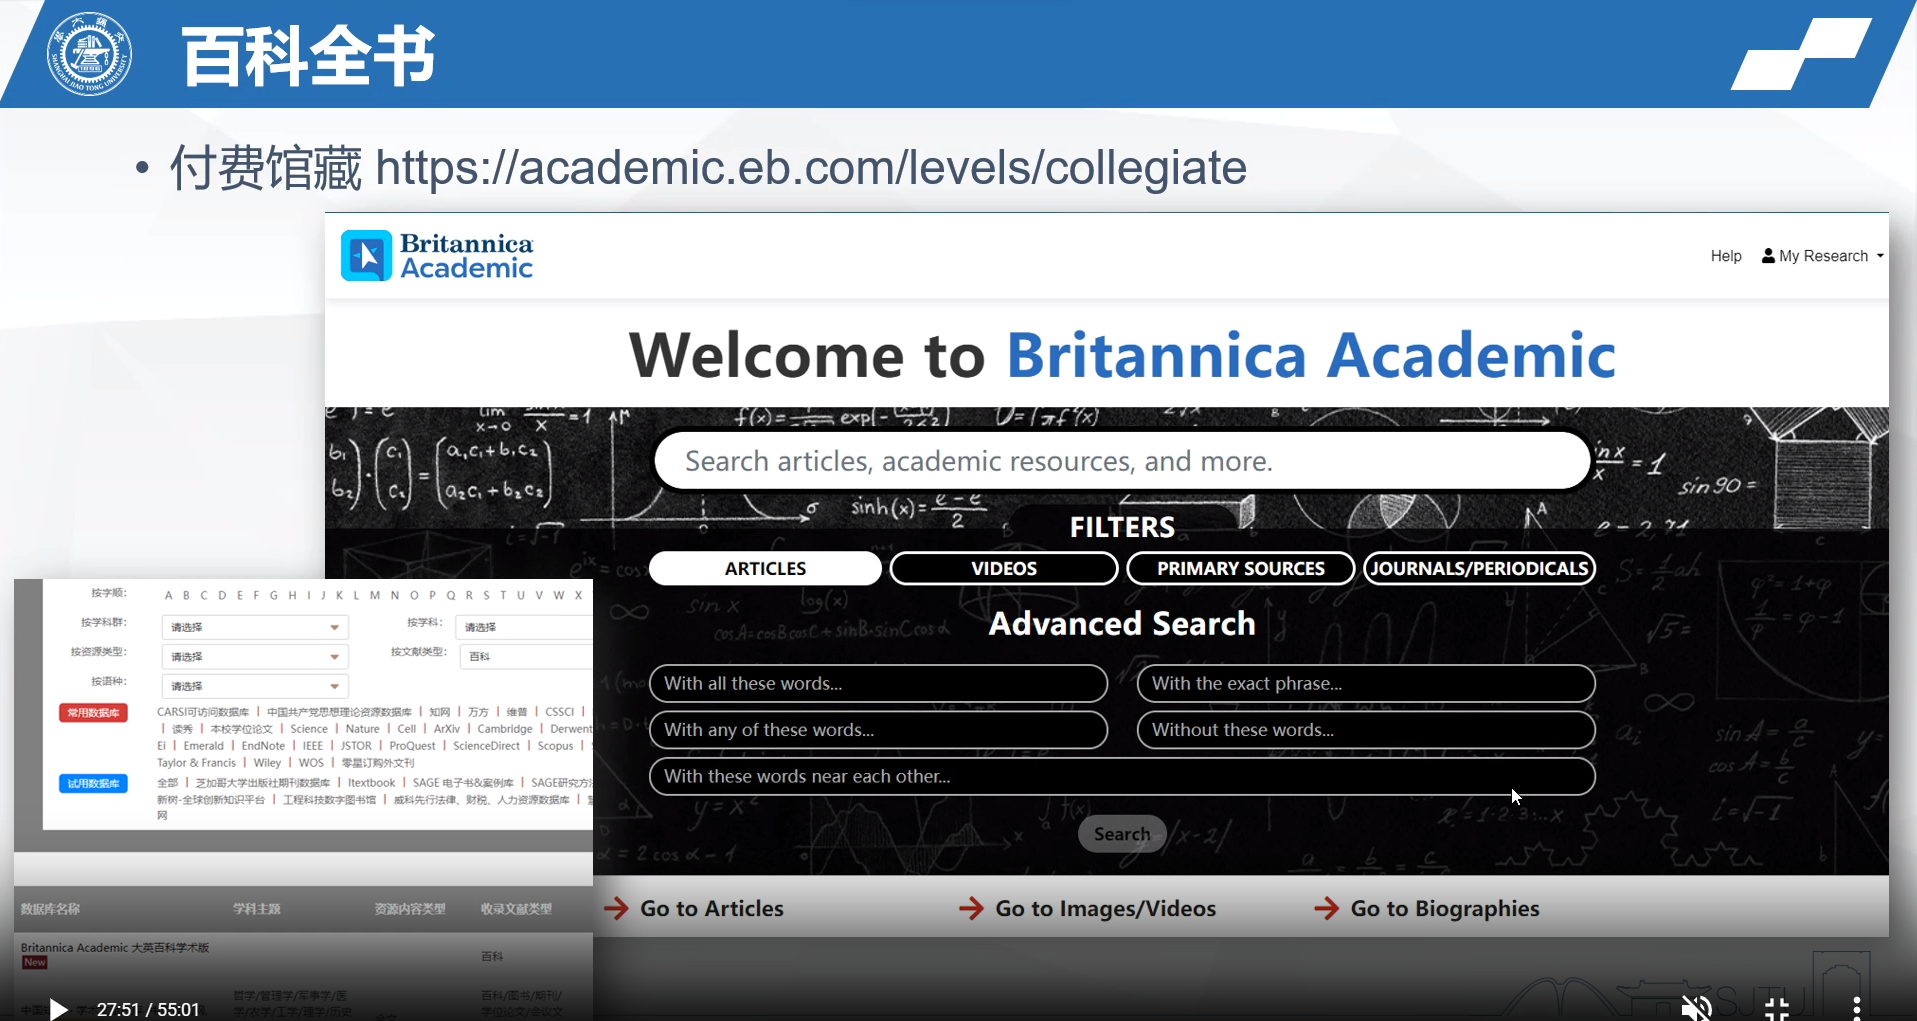 百科全书
• 付费馆藏 https://academic.eb.com/levels/collegiate
Britannica
Academic
Help
My Research
Welcome to Britannica Academic
Search articles, academic resources, and more.
FILTERS
ARTICLES
VIDEOS
PRIMARY SOURCES
JOURNALS/PERIODICALS
Advanced Search
With all these words...
With the exact phrase...
With any of these words...
Without these words...
With these words near each other...
Search
Go to Articles
Go to Images/Videos
Go to Biographies
按字顺:
A B C D E F G H I J K L M N O P Q R S T U V W X
按学科群: 请选择
按学科: 请选择
按资源类型: 请选择
按文献类型: 百科
按语种: 请选择
常用数据库
CARSI可访问数据库 | 中国共产党思想理论资源数据库 | 知网 | 万方 | 维普 | CSSCI |
| 读秀 | 本校学位论文 | Science | Nature | Cell | ArXiv | Cambridge | Derwent
Ei | Emerald | EndNote | IEEE | JSTOR | ProQuest | ScienceDirect | Scopus |
Taylor & Francis | Wiley | WOS | 零星订购外文刊
试用数据库
全部 | 芝加哥大学出版社期刊数据库 | Itextbook | SAGE 电子书&案例库 | SAGE研究方法
新树-全球创新知识平台 | 工程科技数字图书馆 | 威科先行法律、财税、人力资源数据库 |
网
数据库名称
学科主题
资源内容类型
收录文献类型
Britannica Academic 大英百科学术版
New
百科
哲学/管理学/军事学/医
学/农学/工学/理学/历史
百科/图书/期刊/
学位论文/会议文
27:51 / 55:01
SJTU